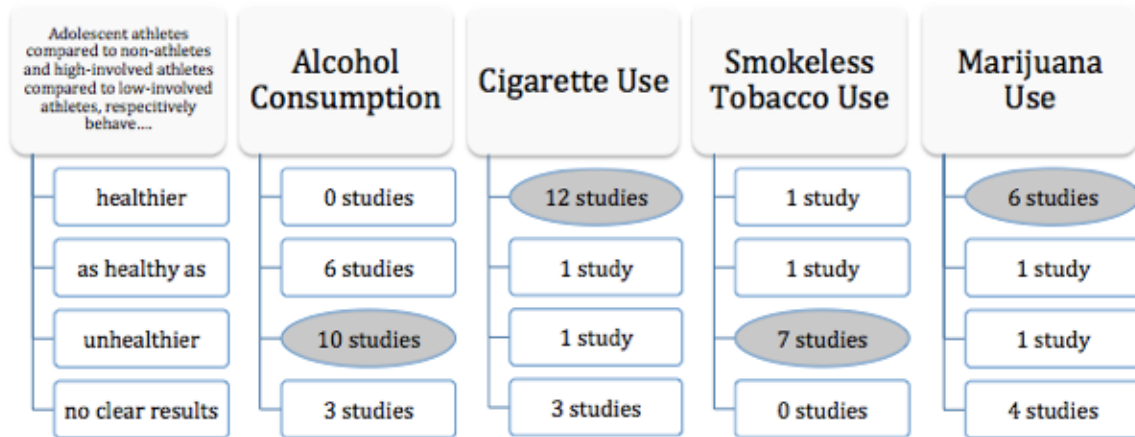 Adolescent athletes
compared to non-athletes
and high-involved athletes
compared to low-involved
athletes, respecitively
behave....
Alcohol
Consumption
Cigarette Use
Smokeless
Tobacco Use
Marijuana
Use
healthier
0 studies
12 studies
1 study
6 studies
as healthy as
6 studies
1 study
1 study
1 study
unhealthier
10 studies
1 study
7 studies
1 study
no clear results
3 studies
3 studies
0 studies
4 studies